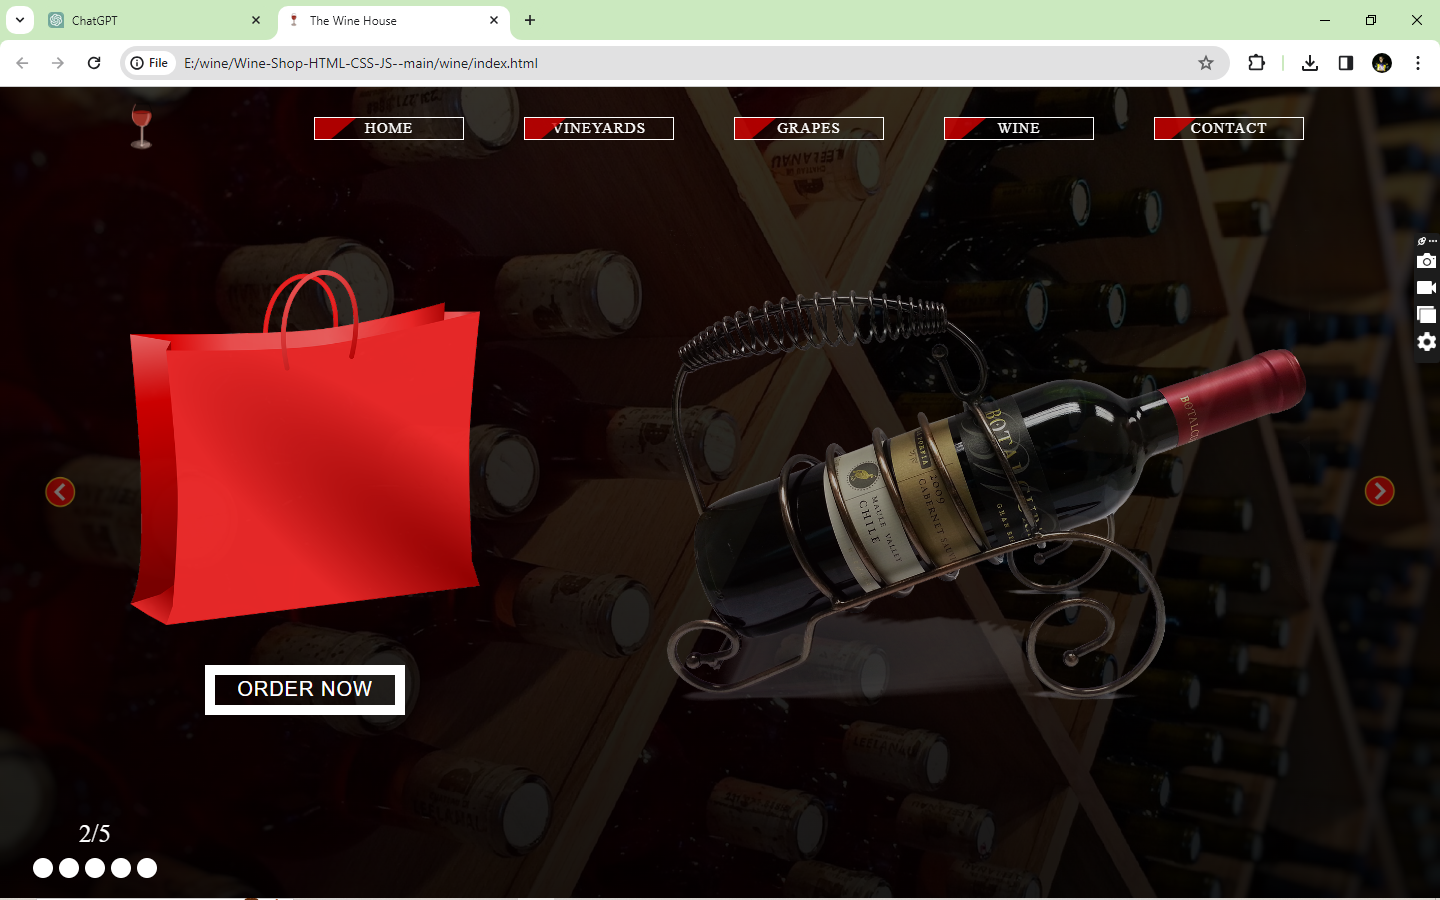 ChatGPT
The Wine House
File
E:/wine/Wine-Shop-HTML-CSS-JS--main/wine/index.html
HOME
VINEYARDS
GRAPES
WINE
CONTACT
BOTALC
MAULE VALLEY
CHILE
2009
CABERNET
ORDER NOW
2/5